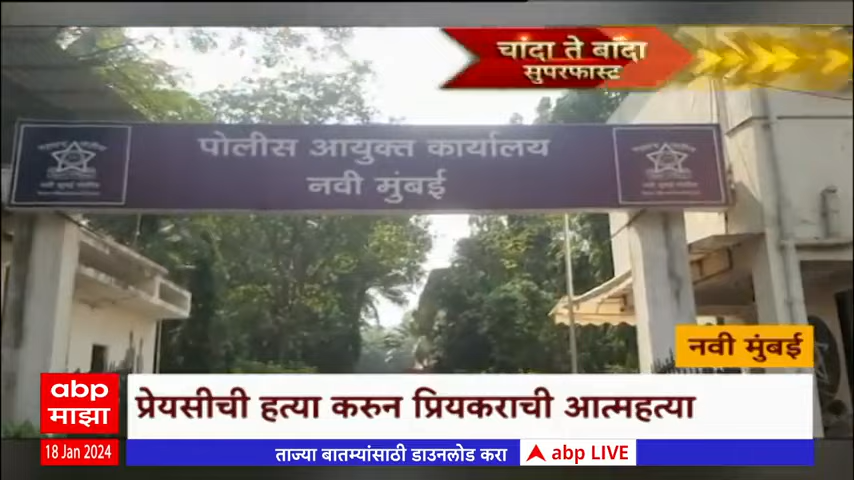 चांदा ते बांदा
सुपरफास्ट
पोलीस आयुक्त कार्यालय
नवी मुंबई
नवी मुंबई
abp
माझा
प्रेयसीची हत्या करुन प्रियकराची आत्महत्या
18 Jan 2024
ताज्या बातम्यांसाठी डाउनलोड करा
abp LIVE